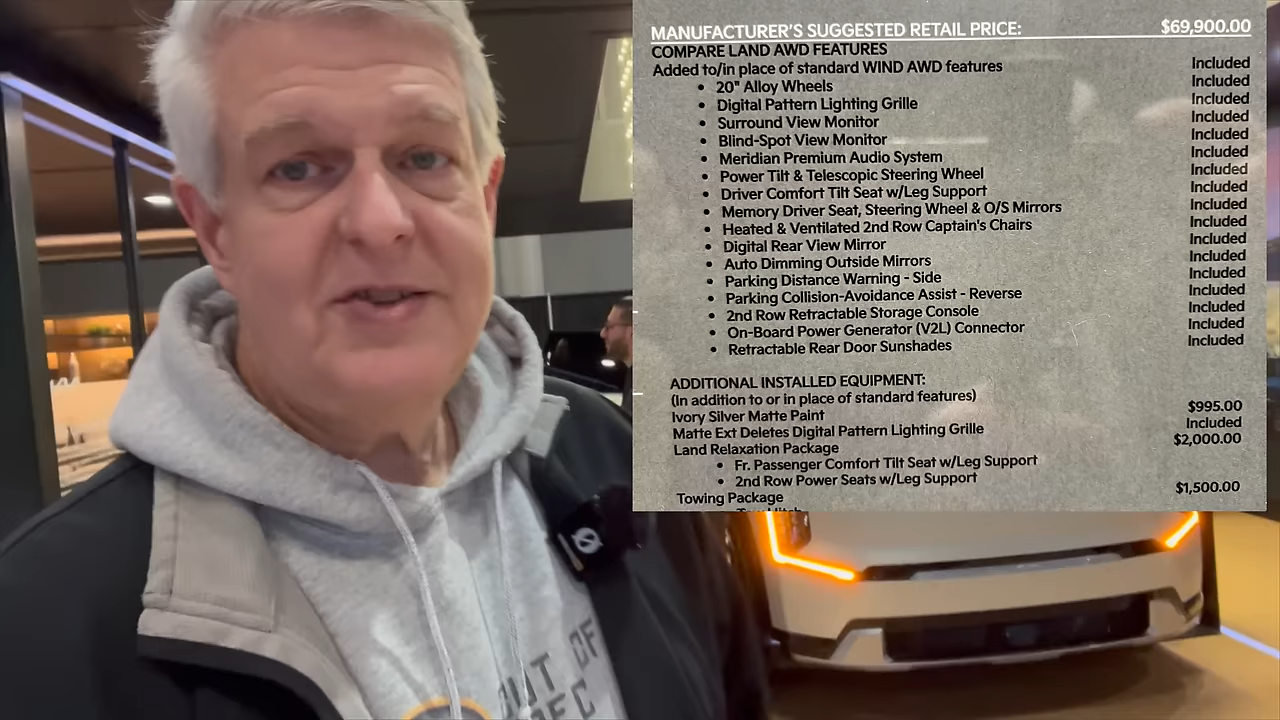 MANUFACTURER'S SUGGESTED RETAIL PRICE: $69,900.00
COMPARE LAND AWD FEATURES
Added to/in place of standard WIND AWD features Included
• 20" Alloy Wheels Included
• Digital Pattern Lighting Grille Included
• Surround View Monitor Included
• Blind-Spot View Monitor Included
• Meridian Premium Audio System Included
• Power Tilt & Telescopic Steering Wheel Included
• Driver Comfort Tilt Seat w/Leg Support Included
• Memory Driver Seat, Steering Wheel & O/S Mirrors Included
• Heated & Ventilated 2nd Row Captain's Chairs Included
• Digital Rear View Mirror Included
• Auto Dimming Outside Mirrors Included
• Parking Distance Warning - Side Included
• Parking Collision-Avoidance Assist - Reverse Included
• 2nd Row Retractable Storage Console Included
• On-Board Power Generator (V2L) Connector Included
• Retractable Rear Door Sunshades Included
ADDITIONAL INSTALLED EQUIPMENT:
(In addition to or in place of standard features)
Ivory Silver Matte Paint $995.00
Matte Ext Deletes Digital Pattern Lighting Grille Included
Land Relaxation Package $2,000.00
• Fr. Passenger Comfort Tilt Seat w/Leg Support
• 2nd Row Power Seats w/Leg Support
Towing Package $1,500.00
OF